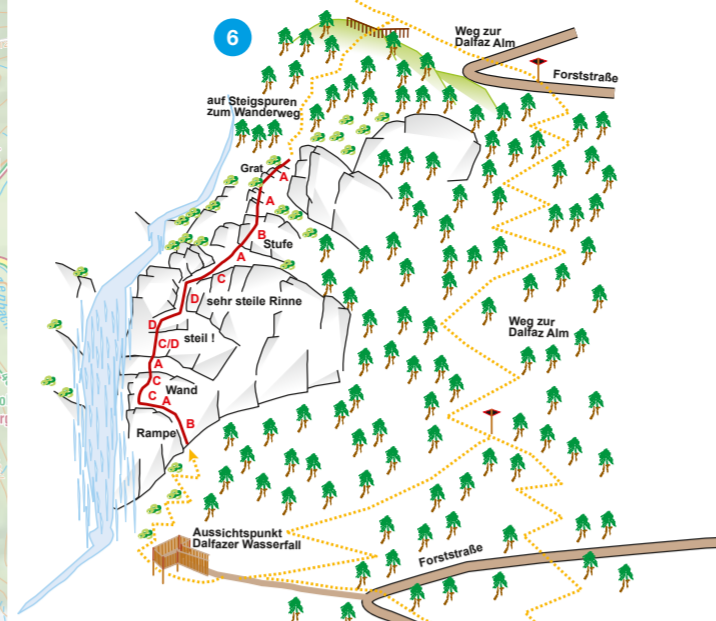 6
Weg zur
Dalfaz Alm
Forststraße
auf Steigspuren
zum Wanderweg
Grat
A
A
B
Stufe
A
C
D
sehr steile Rinne
D
steil !
C/D
Weg zur
Dalfaz Alm
A
C
Wand
C
A
B
Rampe
Aussichtspunkt
Dalfazer Wasserfall
Forststraße